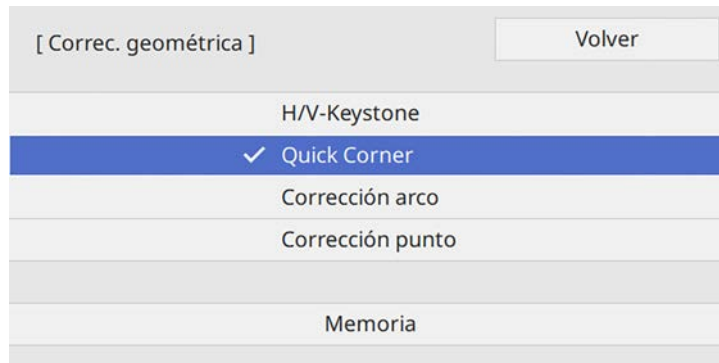 [ Correc. geométrica ]
Volver
H/V-Keystone
Quick Corner
Corrección arco
Corrección punto
Memoria